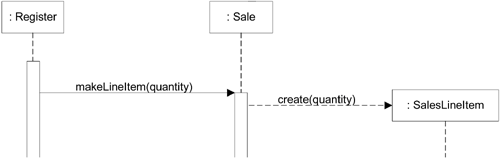 : Register
: Sale
makeLineItem(quantity)
create(quantity)
: SalesLineItem